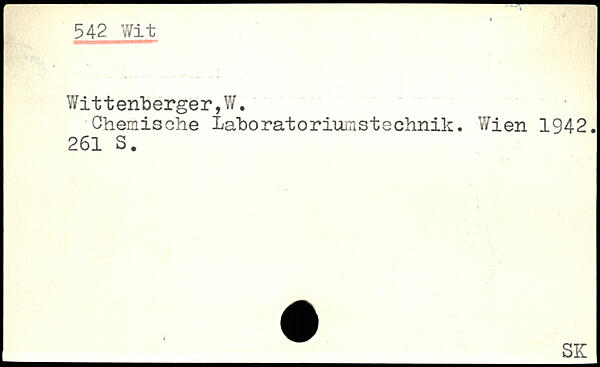 542 Wit
Wittenberger,W.
Chemische Laboratoriumstechnik. Wien 1942.
261 S.
SK